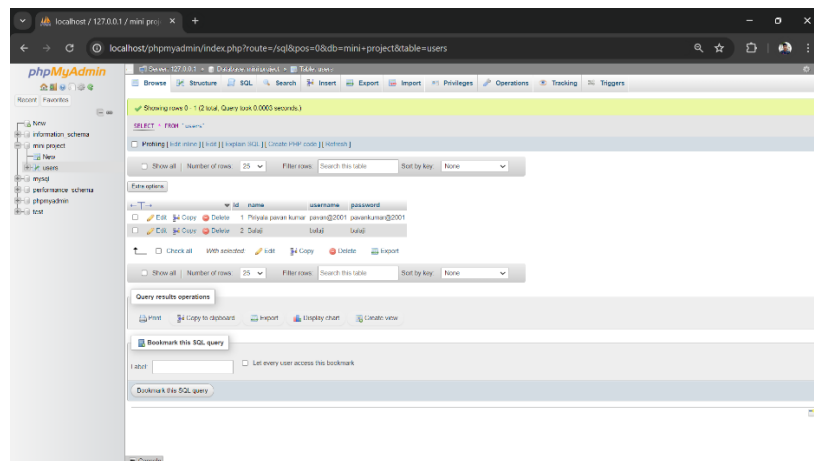 localhost / 127.0.0.1 / mini proj
localhost/phpmyadmin/index.php?route=/sql&pos=0&db=mini+project&table=users
phpMyAdmin
Recent Favorites
New
information_schema
mini project
New
users
mysql
performance_schema
phpmyadmin
test
Server: 127.0.0.1 » Database: mini project » Table: users
Browse Structure SQL Search Insert Export Import Privileges Operations Tracking Triggers
Showing rows 0 - 1 (2 total, Query took 0.0003 seconds.)
SELECT * FROM `users`
Profiling [ Edit inline ] [ Edit ] [ Explain SQL ] [ Create PHP code ] [ Refresh ]
Show all | Number of rows: 25 Filter rows: Search this table Sort by key: None
Extra options
id name username password
Edit Copy Delete 1 Piriyala pavan kumar pavan@2001 pavankumar@2001
Edit Copy Delete 2 Balaji balaji balaji
Check all With selected: Edit Copy Delete Export
Show all | Number of rows: 25 Filter rows: Search this table Sort by key: None
Query results operations
Print Copy to clipboard Export Display chart Create view
Bookmark this SQL query
Label: Let every user access this bookmark
Bookmark this SQL query
Console